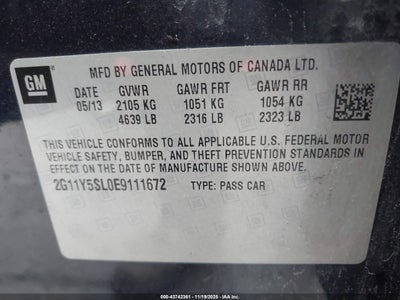 GM
MFD BY GENERAL MOTORS OF CANADA LTD.
DATE GVWR GAWR FRT GAWR RR
05/13 2105 KG 1051 KG 1054 KG
4639 LB 2316 LB 2323 LB
THIS VEHICLE CONFORMS TO ALL APPLICABLE U.S. FEDERAL MOTOR
VEHICLE SAFETY, BUMPER, AND THEFT PREVENTION STANDARDS IN
EFFECT ON THE DATE OF MANUFACTURE SHOWN ABOVE.
2G11Y5SL0E9111672 TYPE: PASS CAR
000-43742361 - 11/19/2025 - IAAI.COM